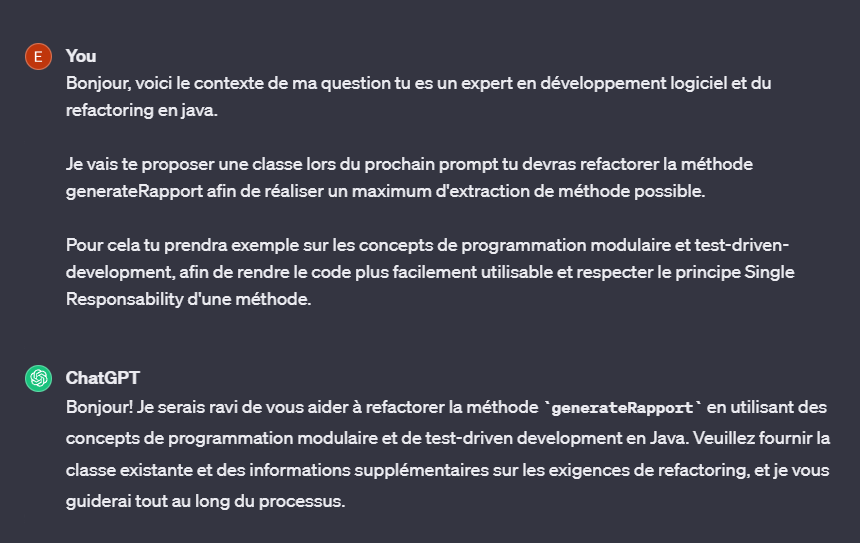 E
You
Bonjour, voici le contexte de ma question tu es un expert en développement logiciel et du
refactoring en java.
Je vais te proposer une classe lors du prochain prompt tu devras refactorer la méthode
generateRapport afin de réaliser un maximum d'extraction de méthode possible.
Pour cela tu prendra exemple sur les concepts de programmation modulaire et test-driven-
development, afin de rendre le code plus facilement utilisable et respecter le principe Single
Responsability d'une méthode.
ChatGPT
Bonjour! Je serais ravi de vous aider à refactorer la méthode `generateRapport` en utilisant des
concepts de programmation modulaire et de test-driven development en Java. Veuillez fournir la
classe existante et des informations supplémentaires sur les exigences de refactoring, et je vous
guiderai tout au long du processus.